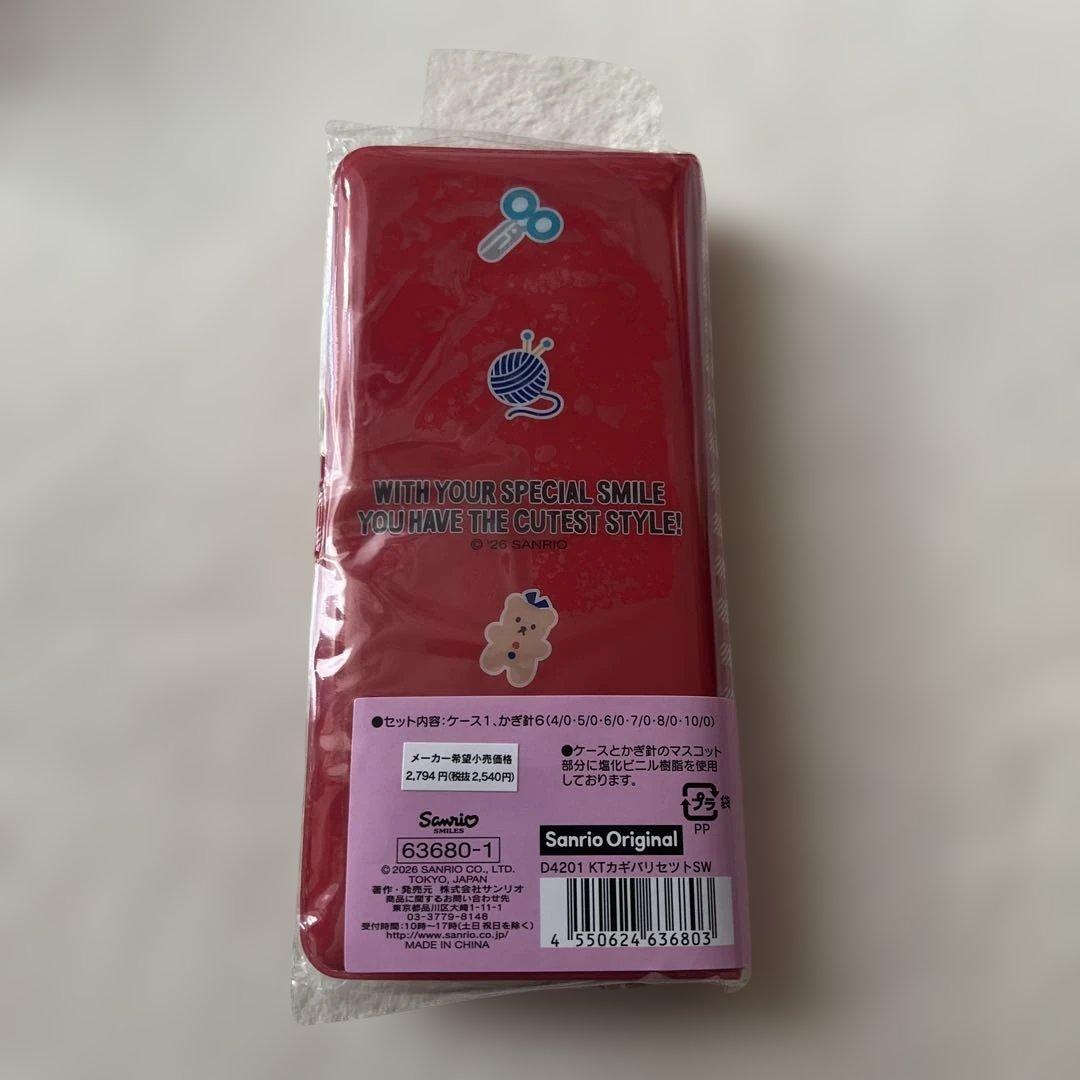 WITH YOUR SPECIAL SMILE
YOU HAVE THE CUTEST STYLE!
© '26 SANRIO
●セット内容:ケース1、かぎ針6(4/0・5/0・6/0・7/0・8/0・10/0)
メーカー希望小売価格
2,794円(税抜2,540円)
●ケースとかぎ針のマスコット
部分に塩化ビニル樹脂を使用
しております。
プラ 袋
PP
Sanrio
SMILES
63680-1
©2026 SANRIO CO., LTD.
TOKYO, JAPAN
著作・発売元 株式会社サンリオ
商品に関するお問い合わせ先
東京都品川区大崎1-11-1
03-3779-8148
受付時間:10時〜17時(土日祝日を除く)
http://www.sanrio.co.jp/
MADE IN CHINA
Sanrio Original
D4201 KTカギバリセットSW
4 550624 636803